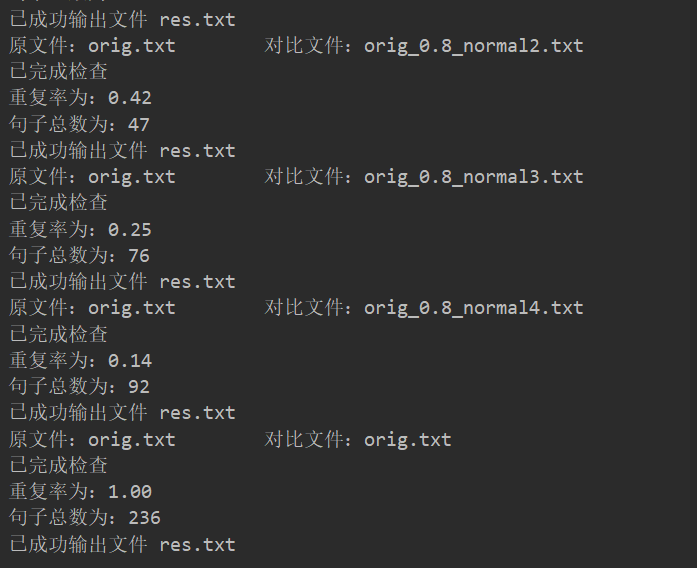 已成功输出文件 res.txt
原文件：orig.txt 对比文件：orig_0.8_normal2.txt
已完成检查
重复率为：0.42
句子总数为：47
已成功输出文件 res.txt
原文件：orig.txt 对比文件：orig_0.8_normal3.txt
已完成检查
重复率为：0.25
句子总数为：76
已成功输出文件 res.txt
原文件：orig.txt 对比文件：orig_0.8_normal4.txt
已完成检查
重复率为：0.14
句子总数为：92
已成功输出文件 res.txt
原文件：orig.txt 对比文件：orig.txt
已完成检查
重复率为：1.00
句子总数为：236
已成功输出文件 res.txt